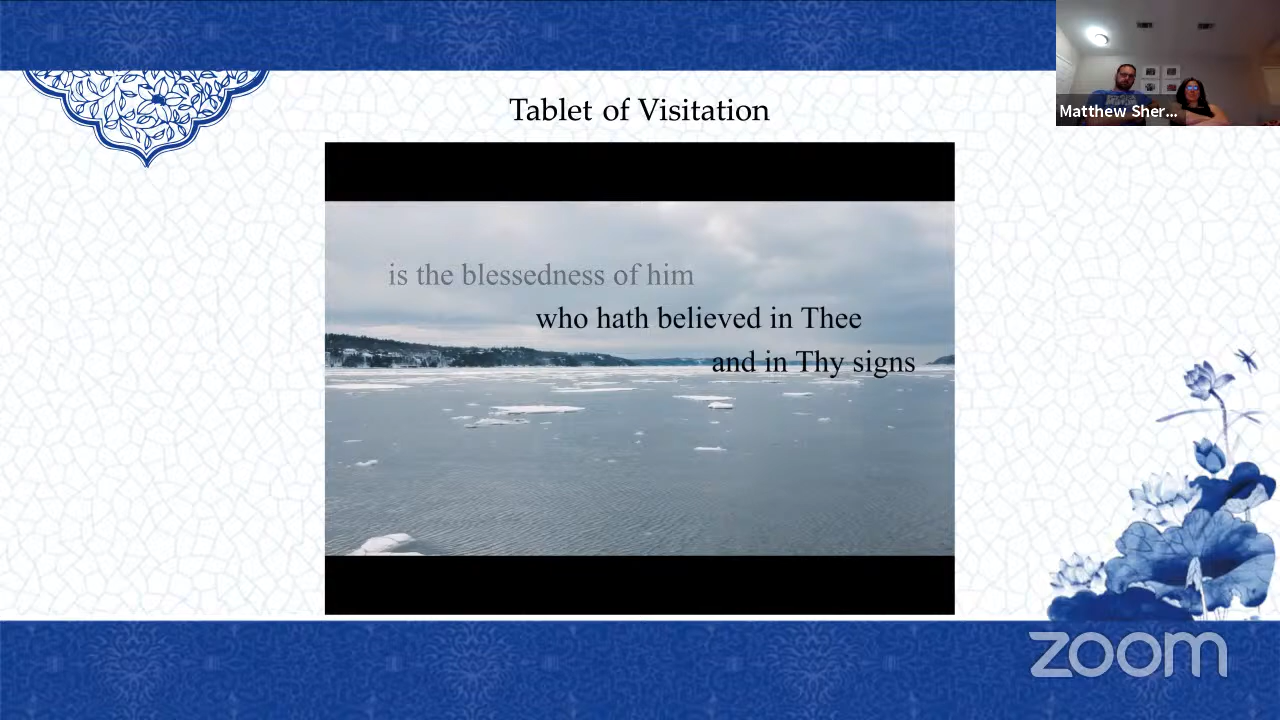 Tablet of Visitation
Matthew Sher...
is the blessedness of him
who hath believed in Thee
and in Thy signs
zoom